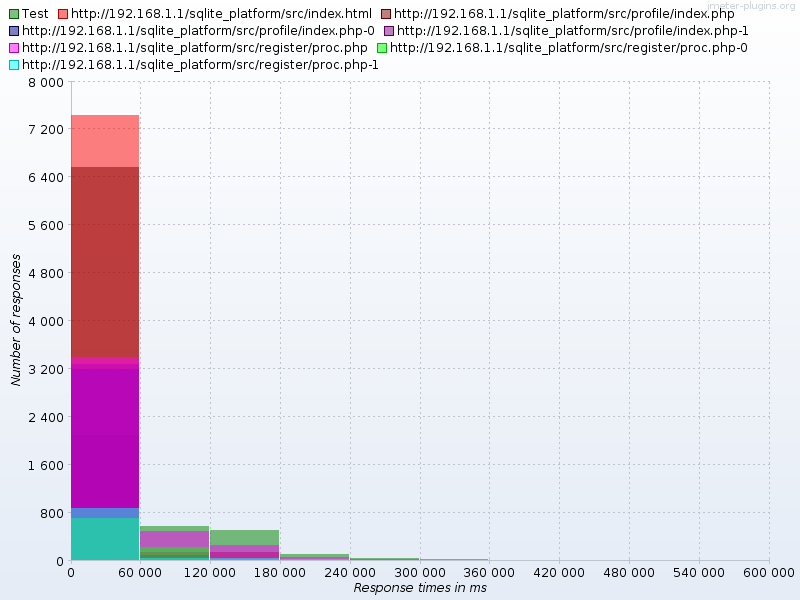 jmeter-plugins.org
Test http://192.168.1.1/sqlite_platform/src/index.html http://192.168.1.1/sqlite_platform/src/profile/index.php
http://192.168.1.1/sqlite_platform/src/profile/index.php-0 http://192.168.1.1/sqlite_platform/src/profile/index.php-1
http://192.168.1.1/sqlite_platform/src/register/proc.php http://192.168.1.1/sqlite_platform/src/register/proc.php-0
http://192.168.1.1/sqlite_platform/src/register/proc.php-1
8 000
7 200
6 400
5 600
4 800
4 000
3 200
2 400
1 600
800
0
Number of responses
0 60 000 120 000 180 000 240 000 300 000 360 000 420 000 480 000 540 000 600 000
Response times in ms